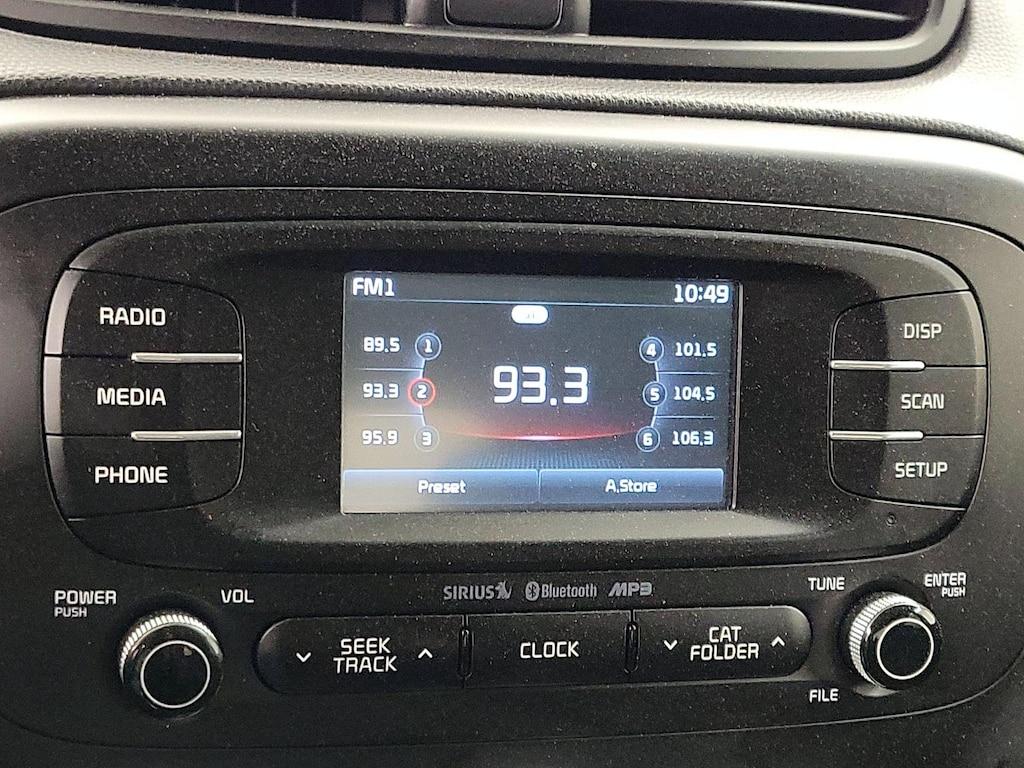 FM1 10:49
89.5 1
93.3 2
95.9 3
93.3
4 101.5
5 104.5
6 106.3
Preset A.Store
RADIO
MEDIA
PHONE
DISP
SCAN
SETUP
POWER
PUSH
VOL
SIRIUS Bluetooth MP3
SEEK
TRACK
CLOCK
CAT
FOLDER
TUNE
FILE
ENTER
PUSH